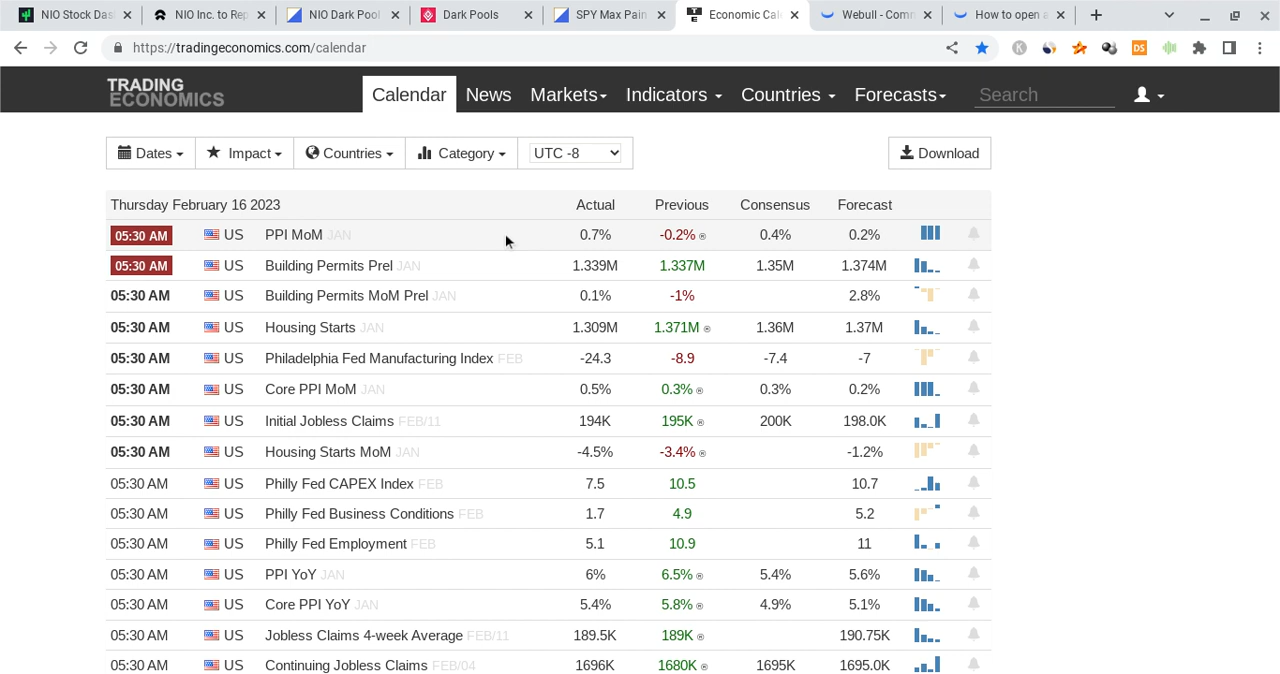 NIO Stock Das
NIO Inc. to Rep
NIO Dark Pool
Dark Pools
SPY Max Pain
Economic Cal
Webull - Comm
How to open a
https://tradingeconomics.com/calendar
K
DS
TRADING ECONOMICS
Calendar News Markets Indicators Countries Forecasts Search
Dates Impact Countries Category UTC -8 Download
Thursday February 16 2023 Actual Previous Consensus Forecast
05:30 AM US PPI MoM JAN 0.7% -0.2% ® 0.4% 0.2%
05:30 AM US Building Permits Prel JAN 1.339M 1.337M 1.35M 1.374M
05:30 AM US Building Permits MoM Prel JAN 0.1% -1% 2.8%
05:30 AM US Housing Starts JAN 1.309M 1.371M ® 1.36M 1.37M
05:30 AM US Philadelphia Fed Manufacturing Index FEB -24.3 -8.9 -7.4 -7
05:30 AM US Core PPI MoM JAN 0.5% 0.3% ® 0.3% 0.2%
05:30 AM US Initial Jobless Claims FEB/11 194K 195K ® 200K 198.0K
05:30 AM US Housing Starts MoM JAN -4.5% -3.4% ® -1.2%
05:30 AM US Philly Fed CAPEX Index FEB 7.5 10.5 10.7
05:30 AM US Philly Fed Business Conditions FEB 1.7 4.9 5.2
05:30 AM US Philly Fed Employment FEB 5.1 10.9 11
05:30 AM US PPI YoY JAN 6% 6.5% ® 5.4% 5.6%
05:30 AM US Core PPI YoY JAN 5.4% 5.8% ® 4.9% 5.1%
05:30 AM US Jobless Claims 4-week Average FEB/11 189.5K 189K ® 190.75K
05:30 AM US Continuing Jobless Claims FEB/04 1696K 1680K ® 1695K 1695.0K